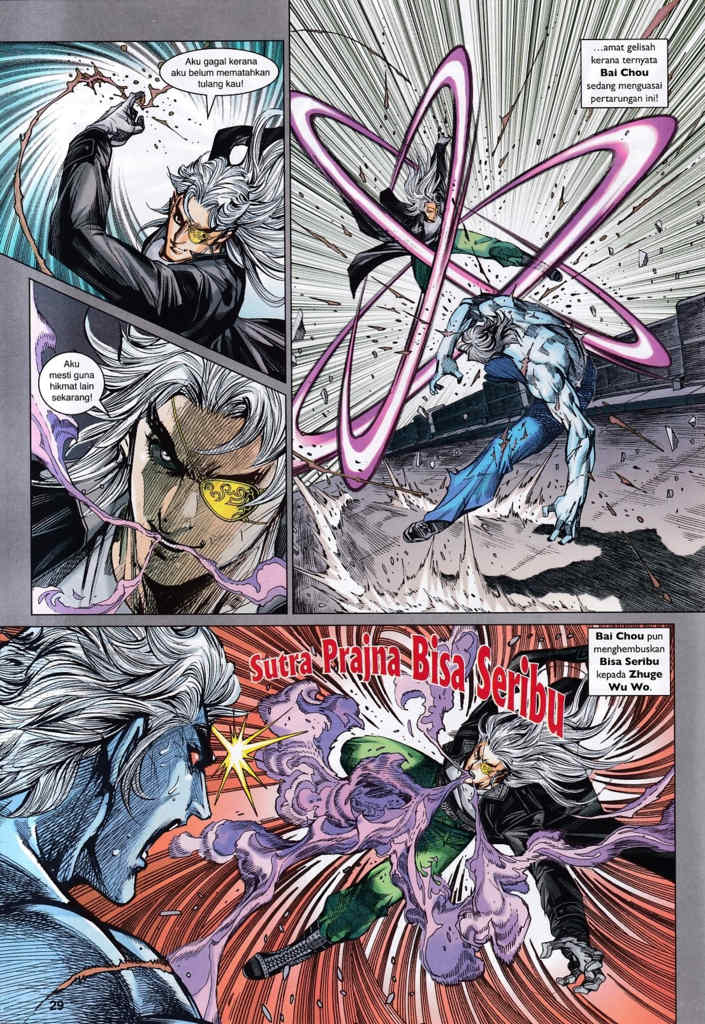 Aku gagal kerana
aku belum mematahkan
tulang kau!
...amat gelisah
kerana ternyata
Bai Chou
sedang menguasai
pertarungan ini!
Aku
mesti guna
hikmat lain
sekarang!
Sutra Prajna Bisa Seribu
Bai Chou pun
menghembuskan
Bisa Seribu
kepada Zhuge
Wu Wo.
29